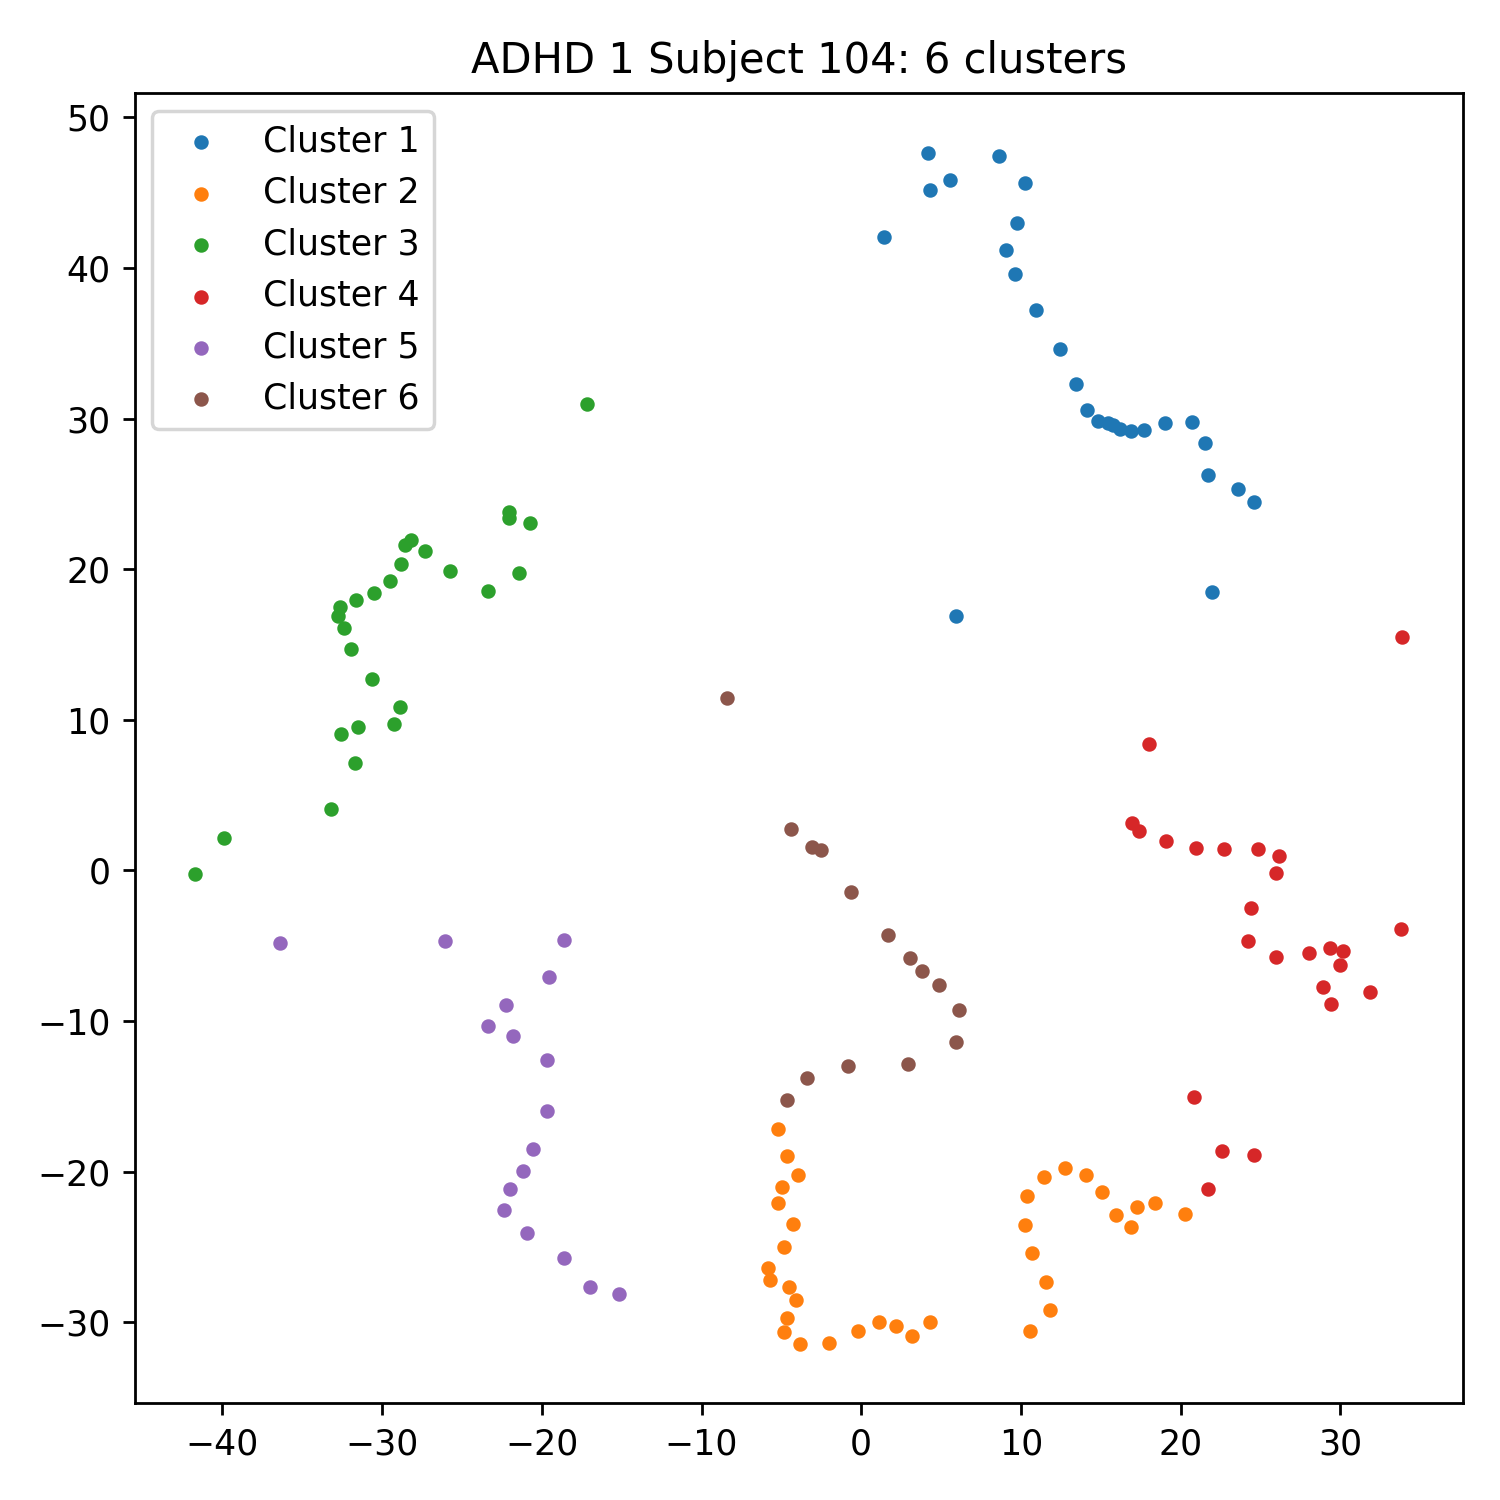 ADHD 1 Subject 104: 6 clusters
50
40
30
20
10
0
−10
−20
−30
Cluster 1
Cluster 2
Cluster 3
Cluster 4
Cluster 5
Cluster 6
−40 −30 −20 −10 0 10 20 30